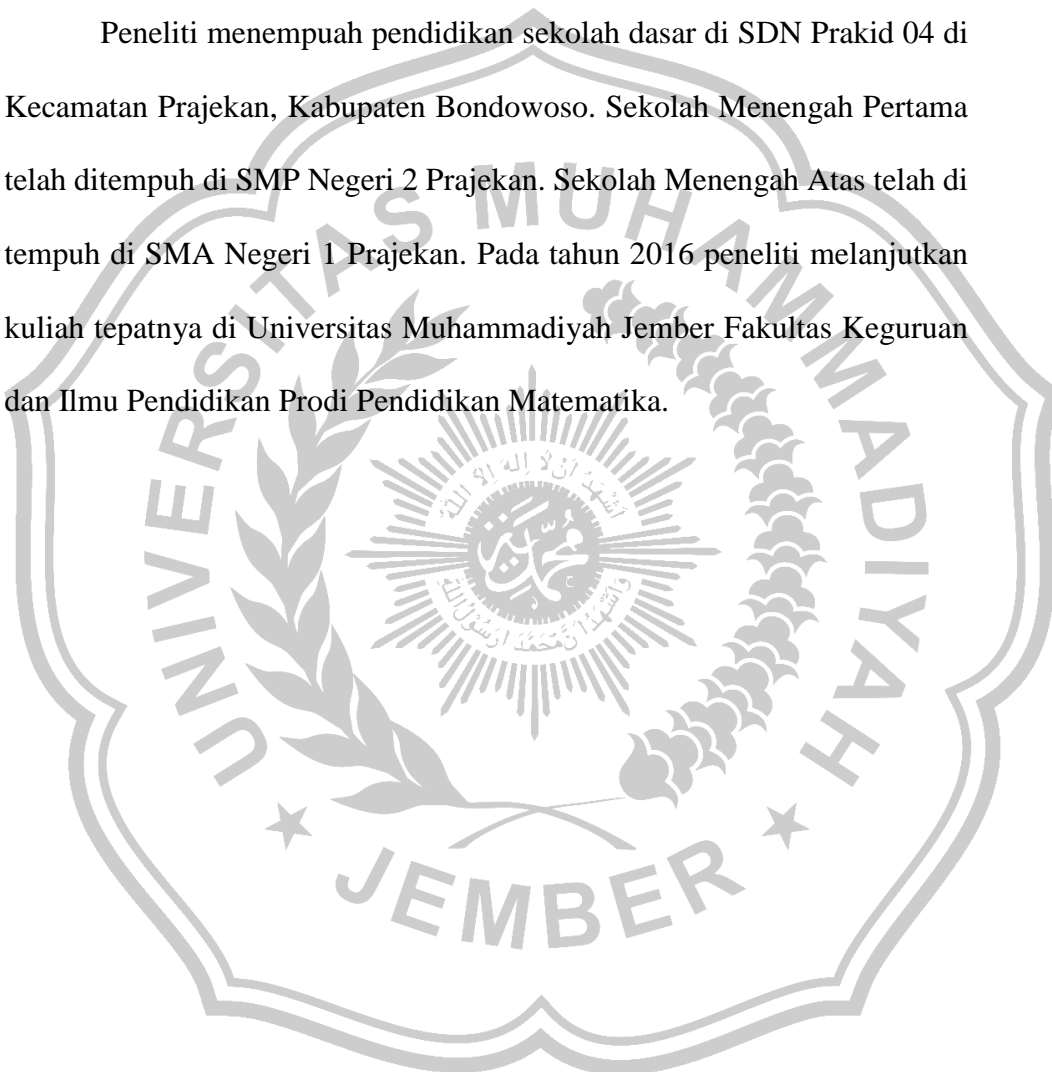 Peneliti menempuah pendidikan sekolah dasar di SDN Prakid 04 di
Kecamatan Prajekan, Kabupaten Bondowoso. Sekolah Menengah Pertama
telah ditempuh di SMP Negeri 2 Prajekan. Sekolah Menengah Atas telah di
tempuh di SMA Negeri 1 Prajekan. Pada tahun 2016 peneliti melanjutkan
kuliah tepatnya di Universitas Muhammadiyah Jember Fakultas Keguruan
dan Ilmu Pendidikan Prodi Pendidikan Matematika.
UNIVERSITAS MUHAMMADIYAH
JEMBER